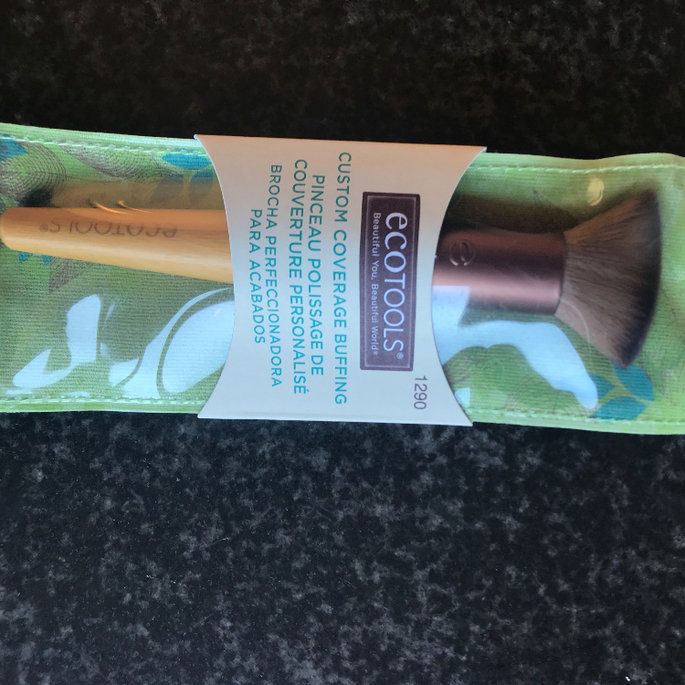 1290
ecoTOOLS®
Beautiful You, Beautiful World®
CUSTOM COVERAGE BUFFING
PINCEAU POLISSAGE DE
COUVERTURE PERSONALISÉ
BROCHA PERFECCIONADORA
PARA ACABADOS
ECOTOOLS®
e